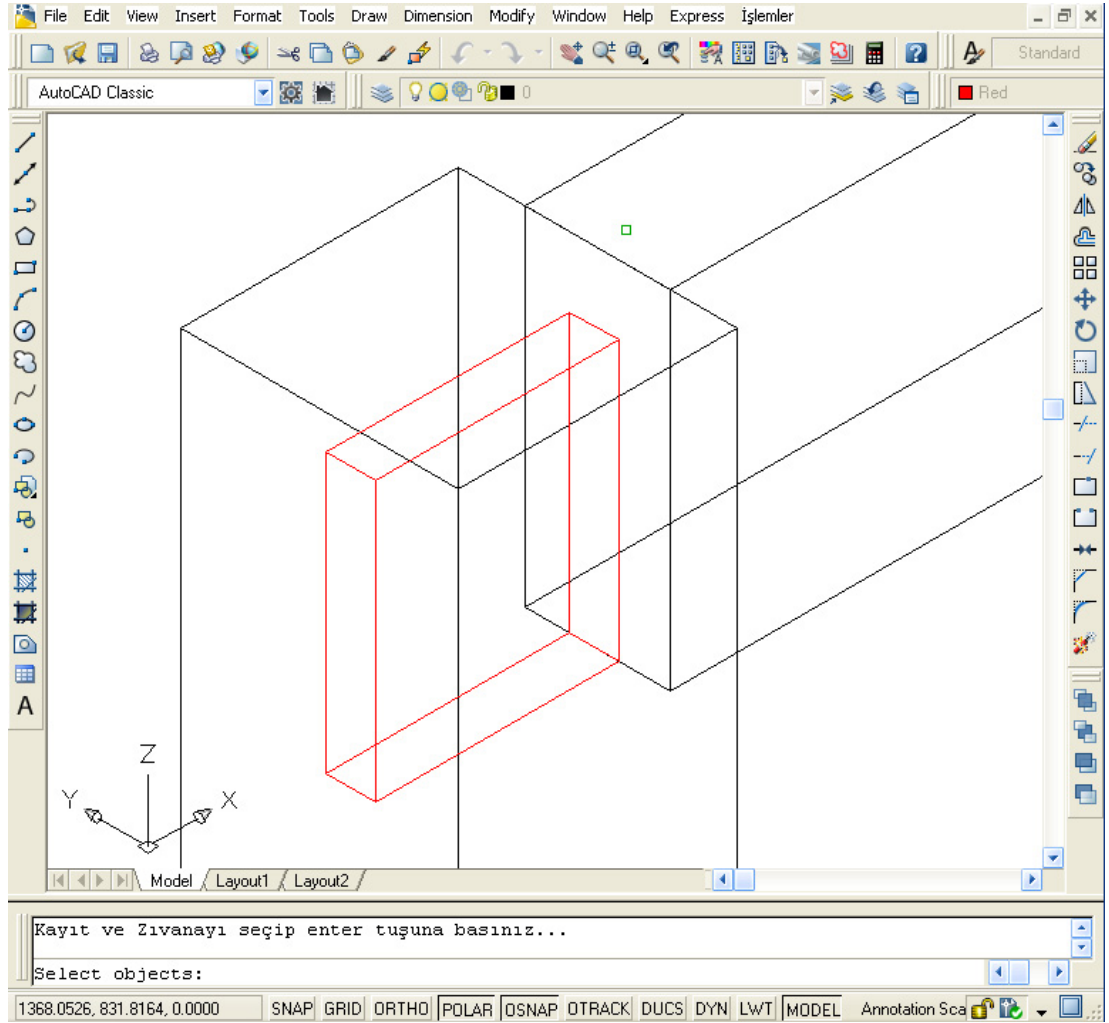 File Edit View Insert Format Tools Draw Dimension Modify Window Help Express İşlemler
Standard
AutoCAD Classic 0 Red
A
Z
Y X
Model Layout1 Layout2
Kayıt ve Zıvanayı seçip enter tuşuna basınız...
Select objects:
1368.0526, 831.8164, 0.0000 SNAP GRID ORTHO POLAR OSNAP OTRACK DUCS DYN LWT MODEL Annotation Sca